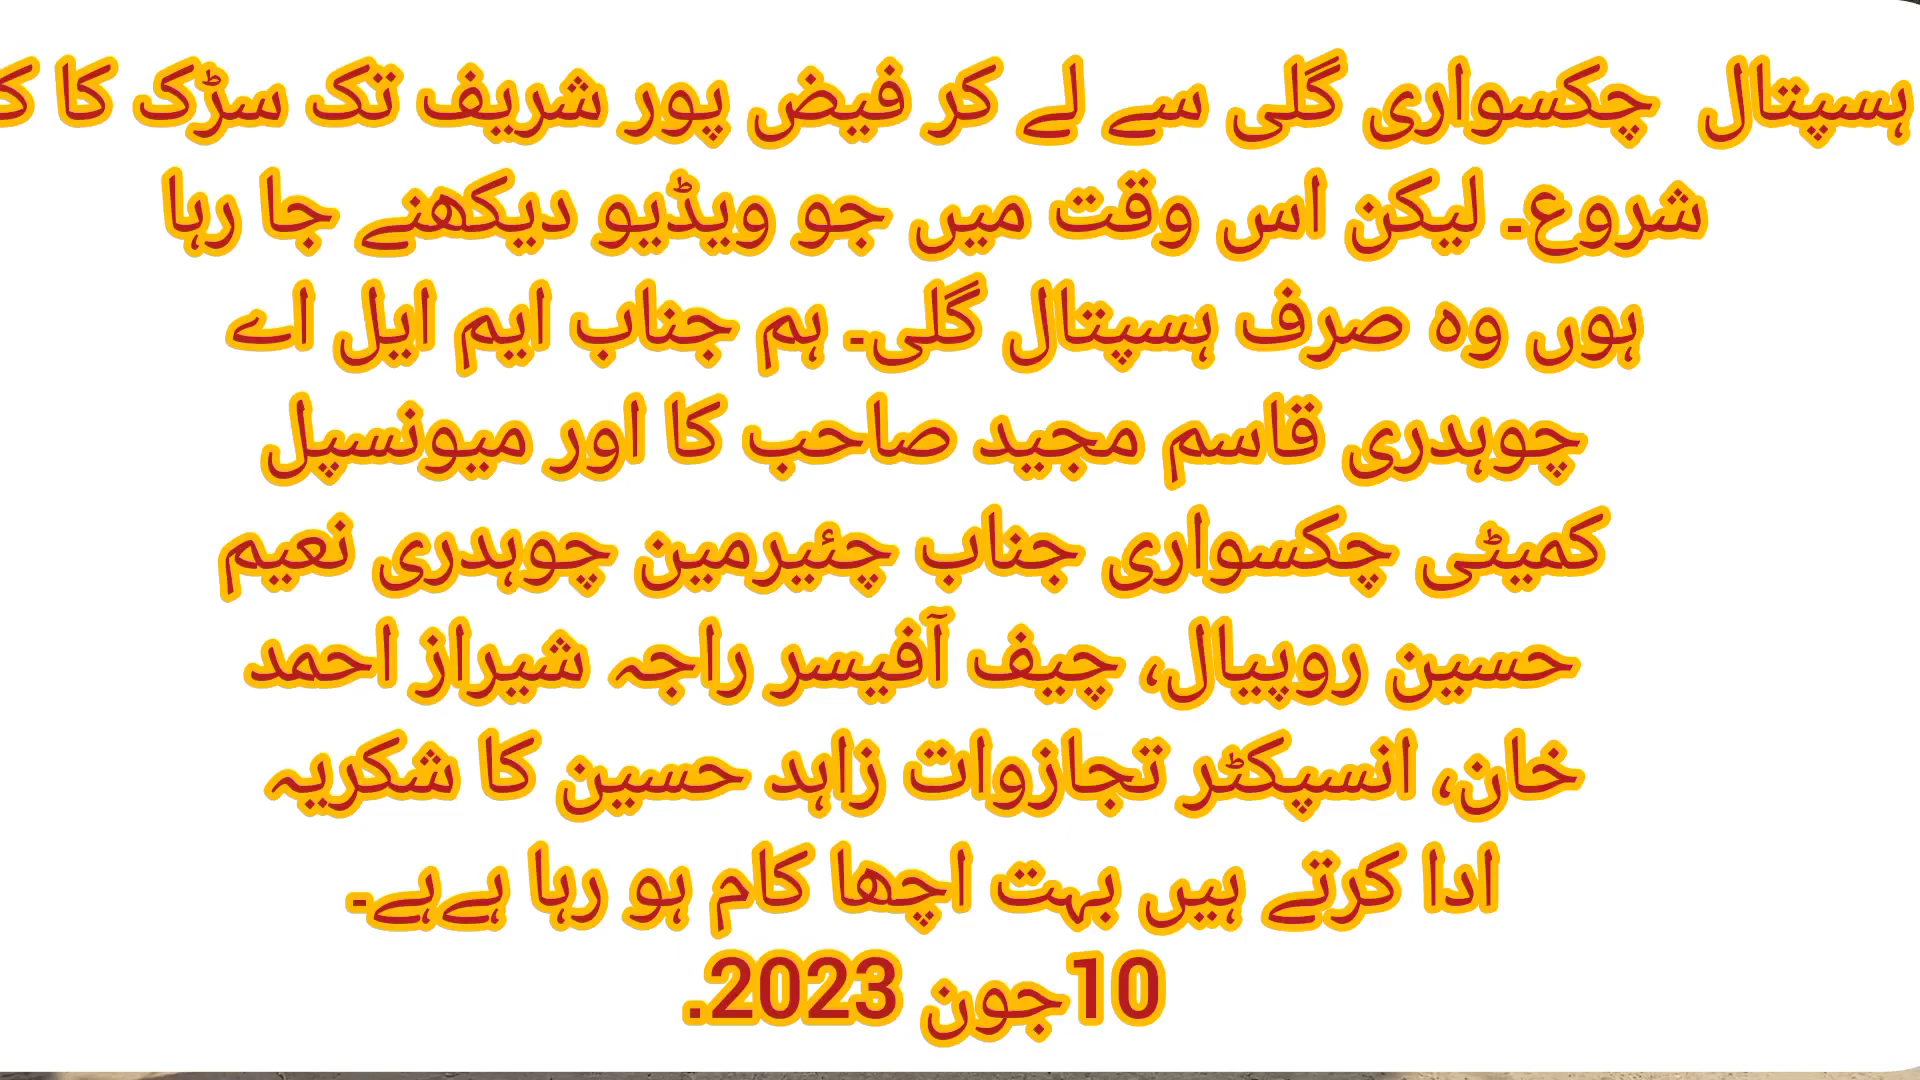 ہسپتال چکسواری گلی سے لے کر فیض پور شریف تک سڑک کا
شروع۔ لیکن اس وقت میں جو ویڈیو دیکھنے جا رہا
ہوں وہ صرف ہسپتال گلی۔ ہم جناب ایم ایل اے
چوہدری قاسم مجید صاحب کا اور میونسپل
کمیٹی چکسواری جناب چئیرمین چوہدری نعیم
حسین روپیال، چیف آفیسر راجہ شیراز احمد
خان، انسپکٹر تجازوات زاہد حسین کا شکریہ
ادا کرتے ہیں بہت اچھا کام ہو رہا ہےہے۔
10جون 2023.